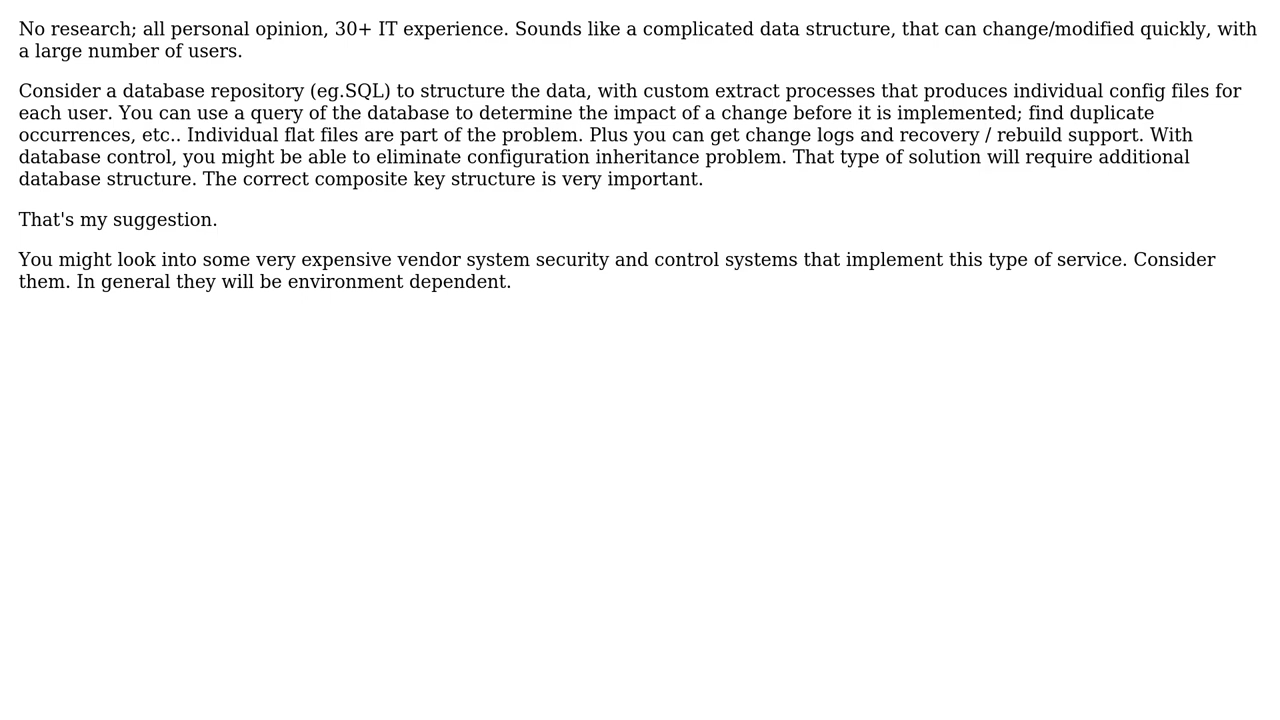 No research; all personal opinion, 30+ IT experience. Sounds like a complicated data structure, that can change/modified quickly, with
a large number of users.
Consider a database repository (eg.SQL) to structure the data, with custom extract processes that produces individual config files for
each user. You can use a query of the database to determine the impact of a change before it is implemented; find duplicate
occurrences, etc.. Individual flat files are part of the problem. Plus you can get change logs and recovery / rebuild support. With
database control, you might be able to eliminate configuration inheritance problem. That type of solution will require additional
database structure. The correct composite key structure is very important.
That's my suggestion.
You might look into some very expensive vendor system security and control systems that implement this type of service. Consider
them. In general they will be environment dependent.